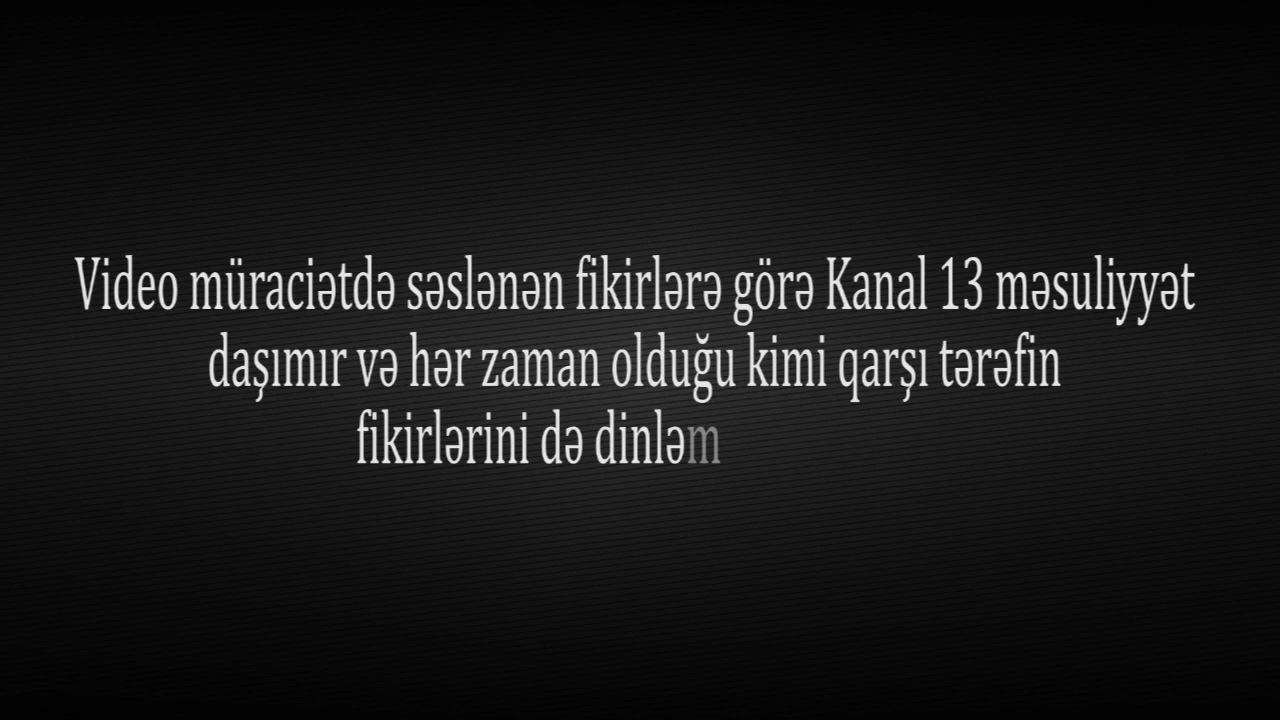 Video müraciətdə səslənən fikirlərə görə Kanal 13 məsuliyyət
daşımır və hər zaman olduğu kimi qarşı tərəfin
fikirlərini də dinləm